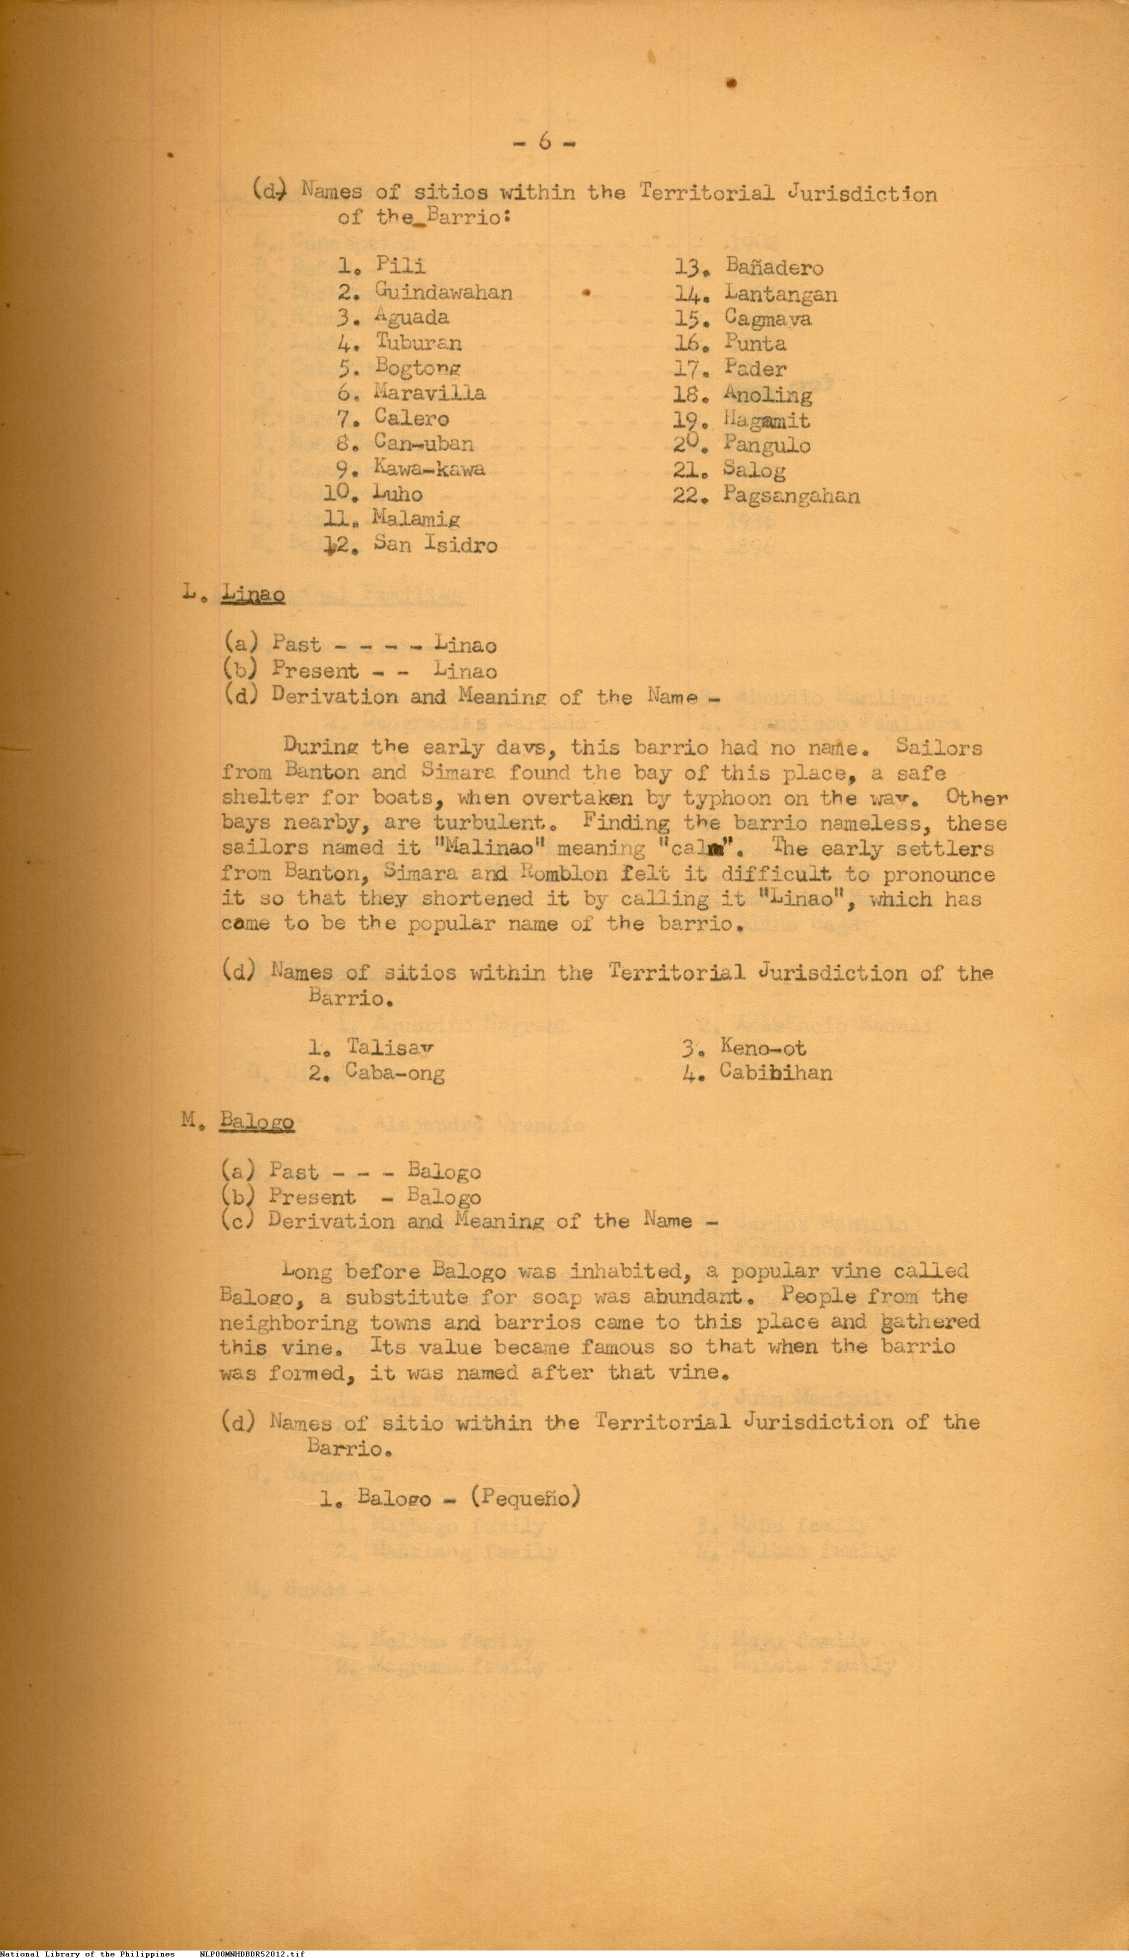 - 6 -
(d) Names of sitios within the Territorial Jurisdiction
of the Barrio:
1. Pili
2. Guindawahan
3. Aguada
4. Tuburan
5. Bogtong
6. Maravilla
7. Calero
8. Can-uban
9. Kawa-kawa
10. Luho
11. Malamig
12. San Isidro
13. Bañadero
14. Lantangan
15. Cagmaya
16. Punta
17. Pader
18. Anoling
19. Hagamit
20. Pangulo
21. Salog
22. Pagsangahan
L. Linao
(a) Past - - - - Linao
(b) Present - - Linao
(d) Derivation and Meaning of the Name -
During the early days, this barrio had no name. Sailors
from Banton and Simara found the bay of this place, a safe
shelter for boats, when overtaken by typhoon on the way. Other
bays nearby, are turbulent. Finding the barrio nameless, these
sailors named it "Malinao" meaning "calm". The early settlers
from Banton, Simara and Romblon felt it difficult to pronounce
it so that they shortened it by calling it "Linao", which has
come to be the popular name of the barrio.
(d) Names of sitios within the Territorial Jurisdiction of the
Barrio.
1. Talisay
2. Caba-ong
3. Keno-ot
4. Cabibihan
M. Balogo
(a) Past - - - Balogo
(b) Present - Balogo
(c) Derivation and Meaning of the Name -
Long before Balogo was inhabited, a popular vine called
Balogo, a substitute for soap was abundant. People from the
neighboring towns and barrios came to this place and gathered
this vine. Its value became famous so that when the barrio
was formed, it was named after that vine.
(d) Names of sitio within the Territorial Jurisdiction of the
Barrio.
1. Balogo - (Pequeño)
National Library of the Philippines NLPOOMNHDBDR52012.tif